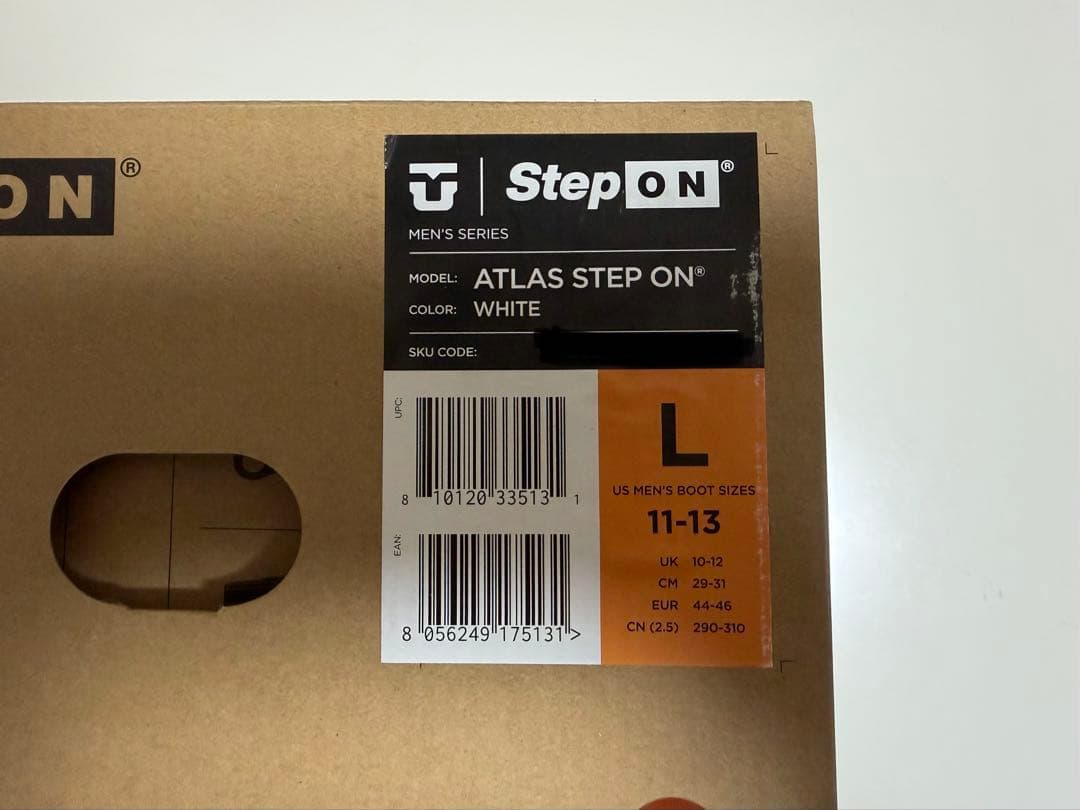 ON®
U | Step ON®
MEN'S SERIES
MODEL: ATLAS STEP ON®
COLOR: WHITE
SKU CODE:
UPC:
8 10120 33513 1
EAN:
8 056249 175131 >
L
US MEN'S BOOT SIZES
11-13
UK 10-12
CM 29-31
EUR 44-46
CN (2.5) 290-310